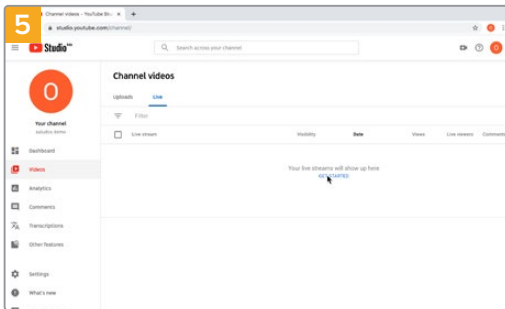 5
Channel videos - YouTube St
studio.youtube.com/channel/
Studio
Search across your channel
O
O
Your channel
Dashboard
Videos
Analytics
Comments
Transcriptions
Other features
Settings
What's new
Channel videos
Uploads Live
Filter
Live stream Visibility Date Views Live viewers Comments
Your live streams will show up here
GET STARTED